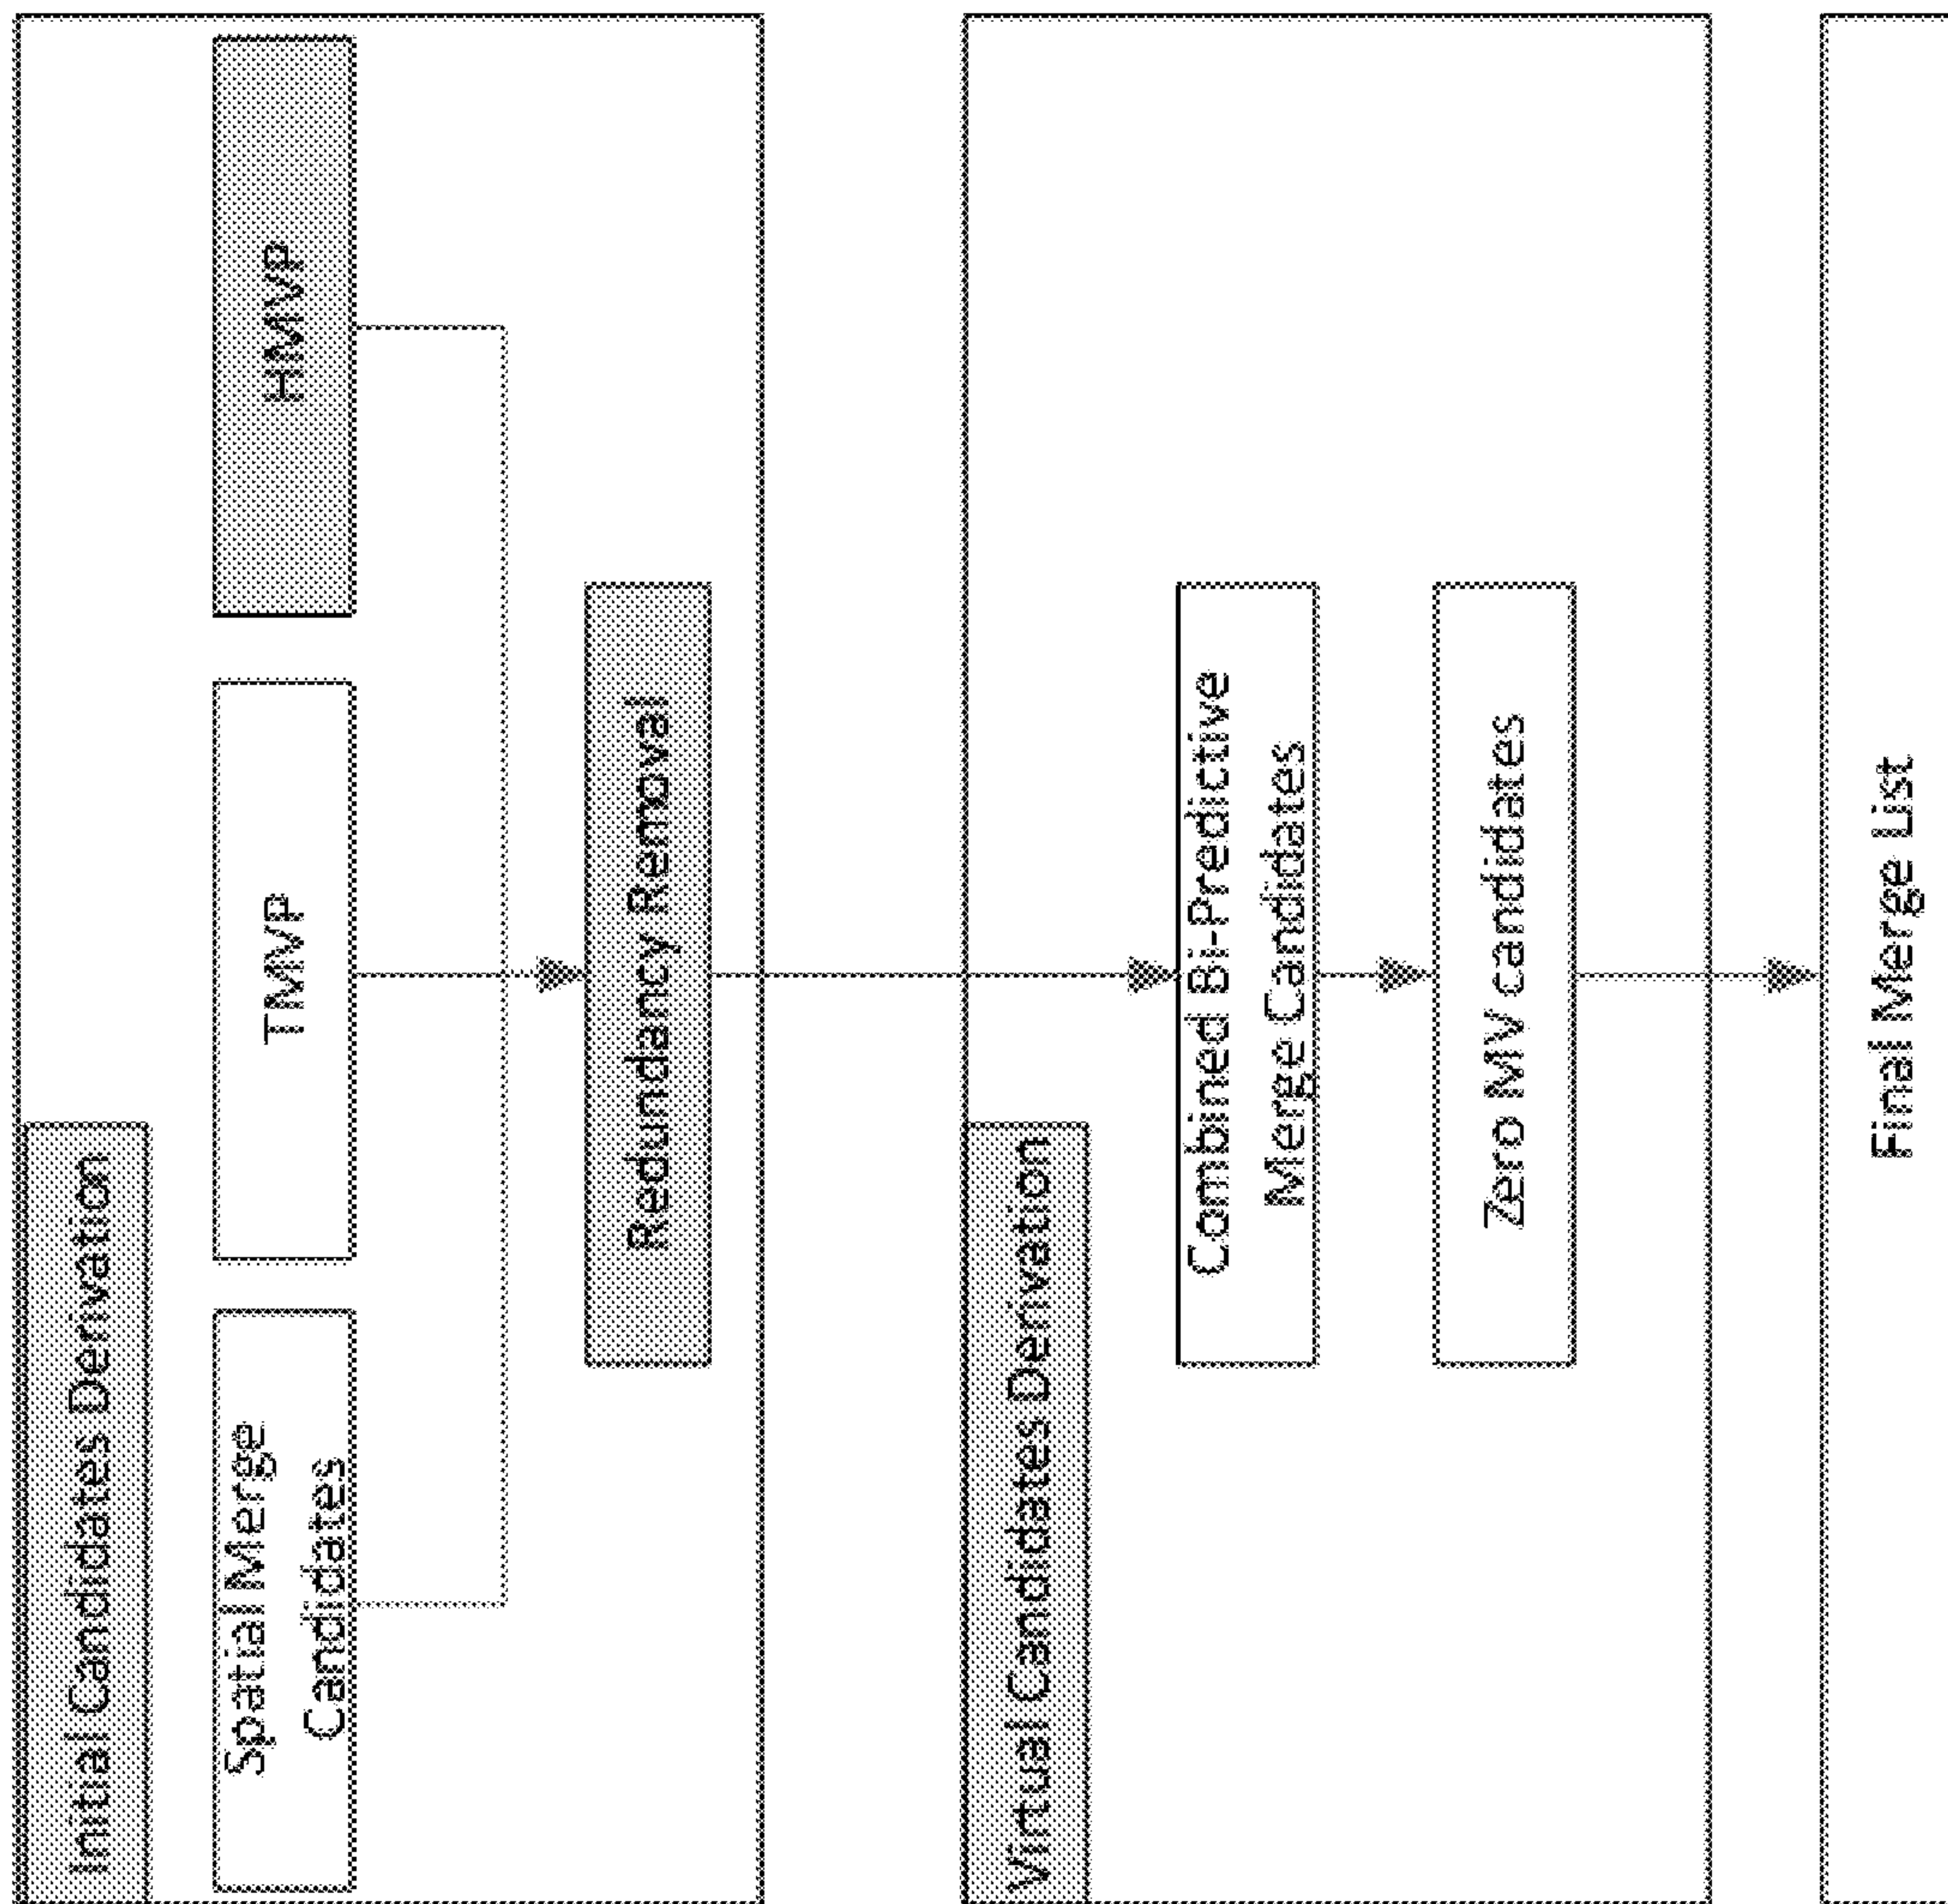 Initial Candidates Derivation
Spatial Merge
Candidates
TMVP
HMVP
Redundancy Removal
Virtual Candidates Derivation
Combined Bi-Predictive
Merge Candidates
Zero MV candidates
Final Merge List